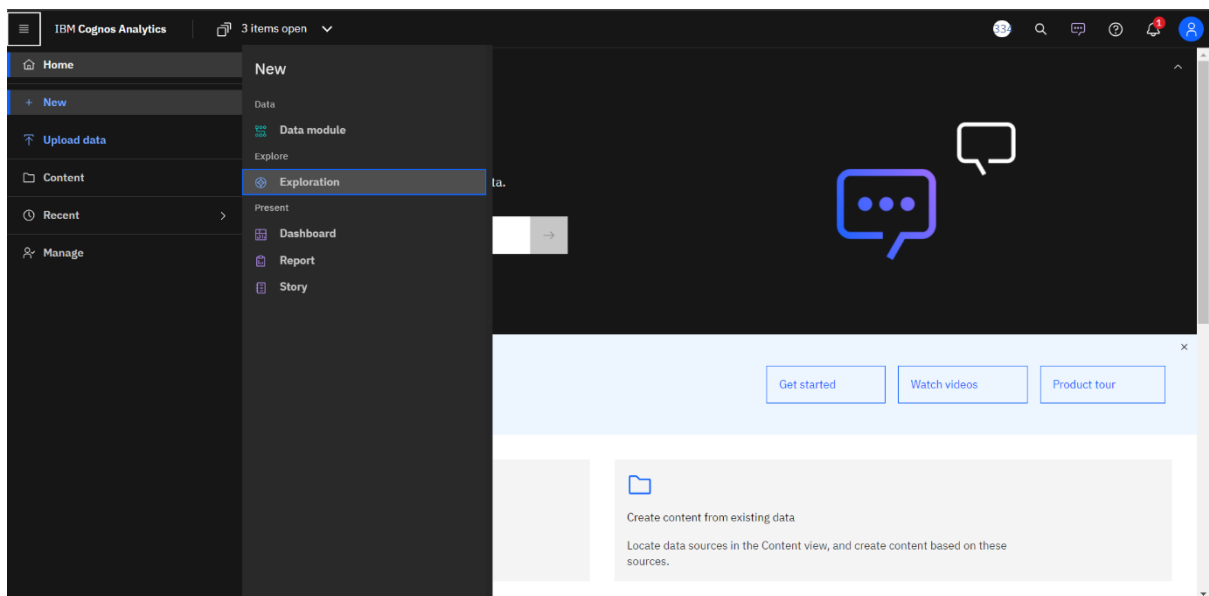 IBM Cognos Analytics
3 items open
334
1
Home
New
Upload data
Content
Recent
Manage
New
Data
Data module
Explore
Exploration
Present
Dashboard
Report
Story
ta.
Get started
Watch videos
Product tour
Create content from existing data
Locate data sources in the Content view, and create content based on these
sources.